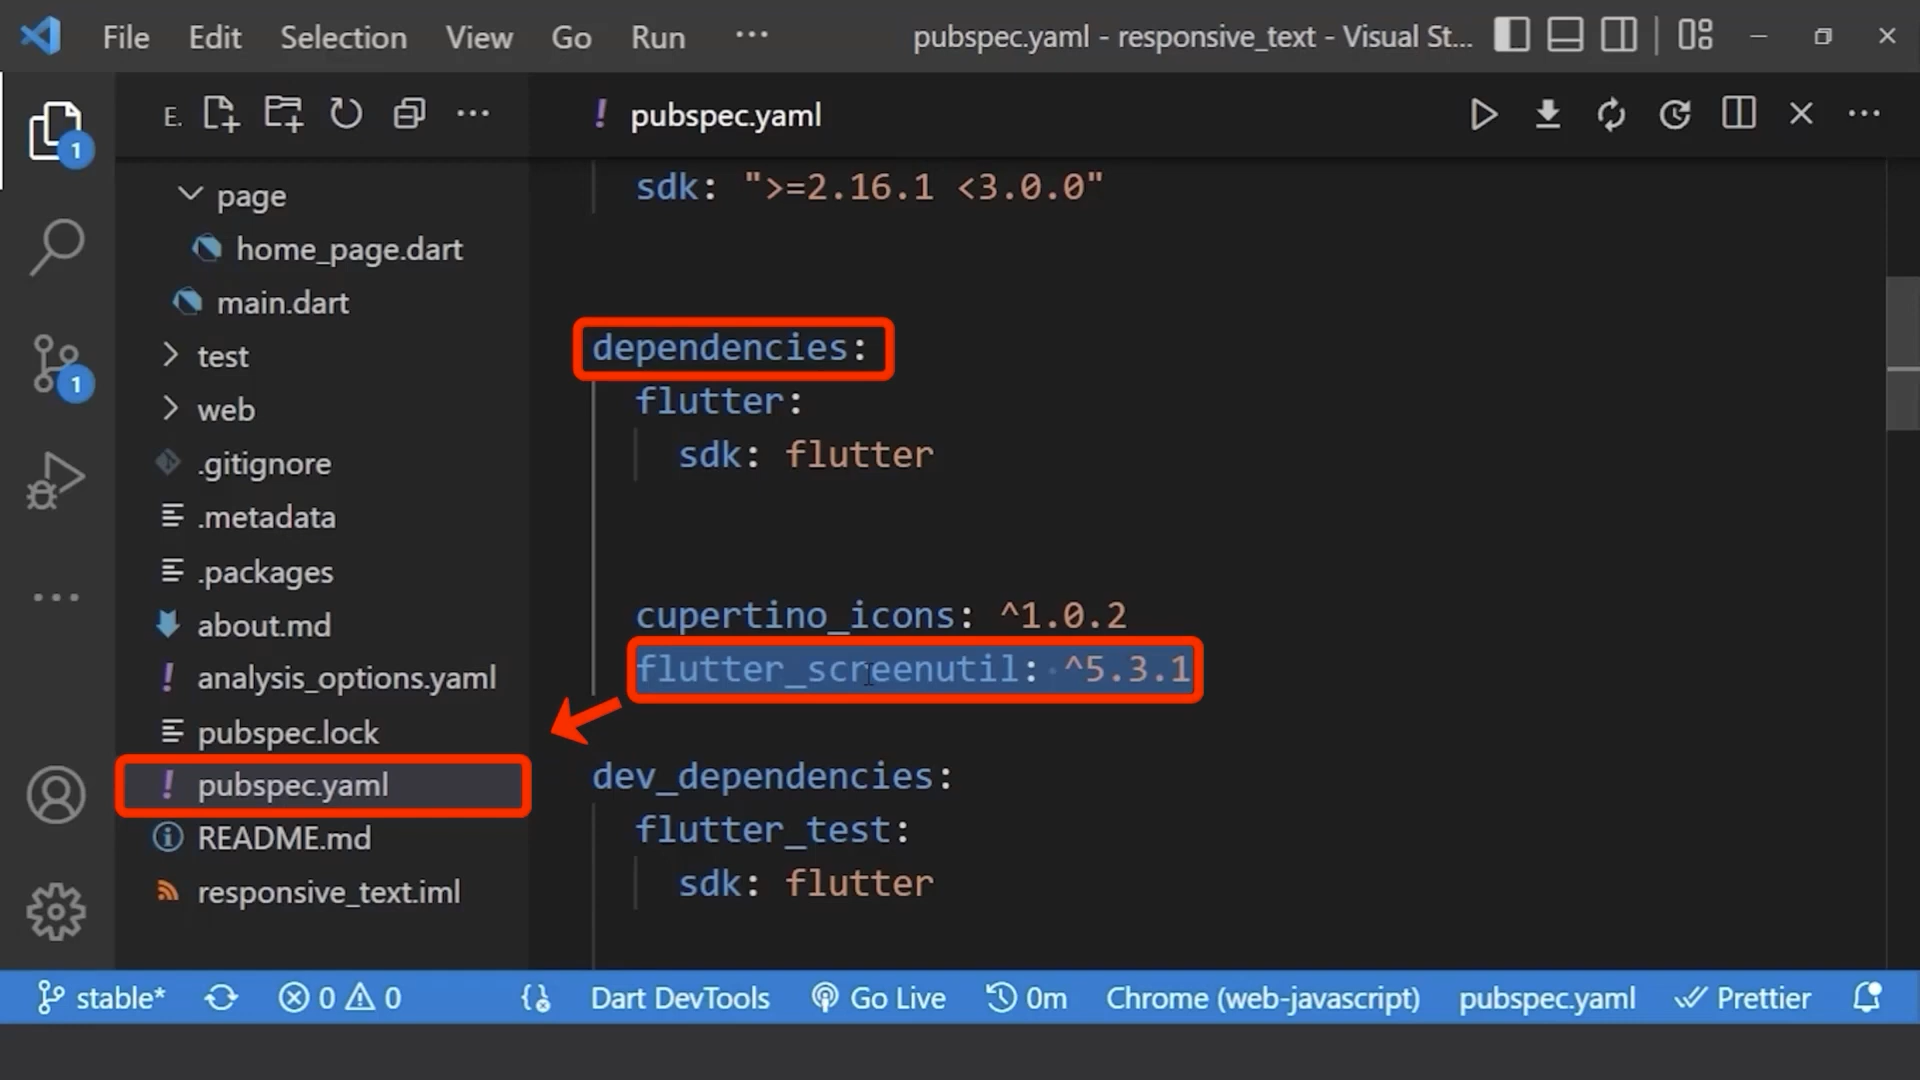 File Edit Selection View Go Run ··· pubspec.yaml - responsive_text - Visual St...
E.
! pubspec.yaml
page
home_page.dart
main.dart
test
web
.gitignore
.metadata
.packages
about.md
! analysis_options.yaml
pubspec.lock
! pubspec.yaml
README.md
responsive_text.iml
1
1
sdk: ">=2.16.1 <3.0.0"
dependencies:
flutter:
sdk: flutter
cupertino_icons: ^1.0.2
flutter_screenutil: ^5.3.1
dev_dependencies:
flutter_test:
sdk: flutter
stable* 0 0 Dart DevTools Go Live 0m Chrome (web-javascript) pubspec.yaml Prettier